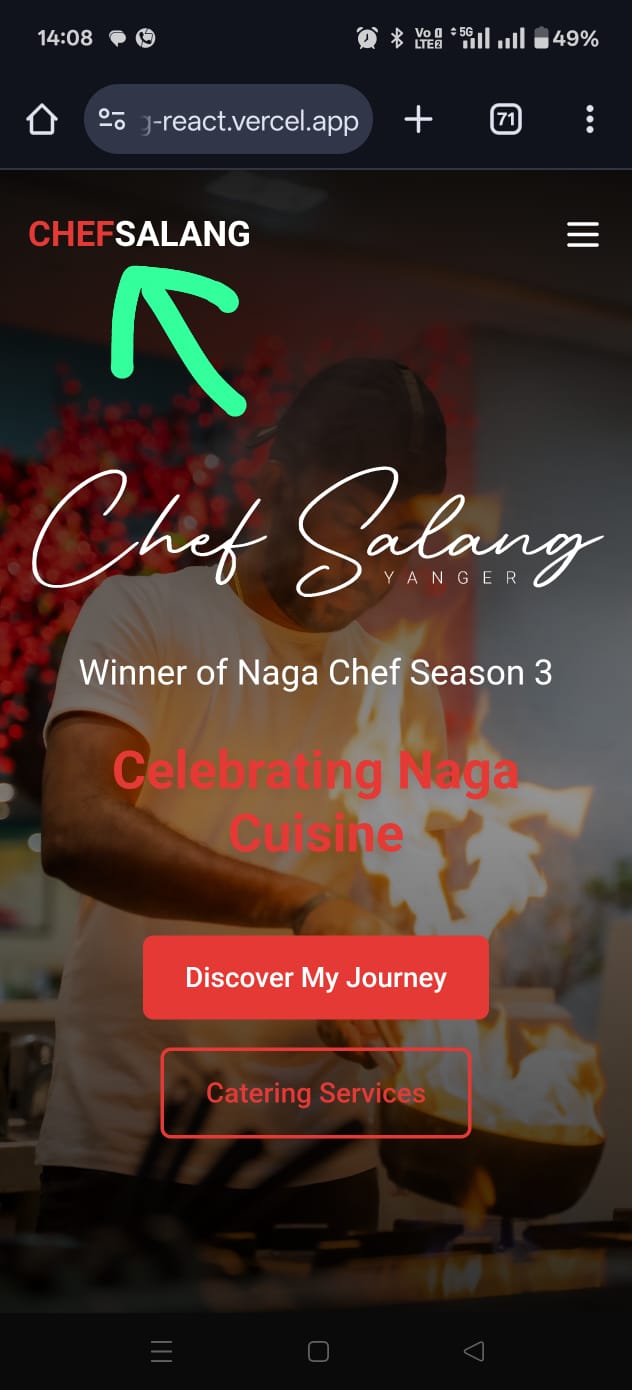 14:08
Vo LTE2
5G
49%
g-react.vercel.app
71
CHEFSALANG
Chef Salang
YANGER
Winner of Naga Chef Season 3
Celebrating Naga
Cuisine
Discover My Journey
Catering Services